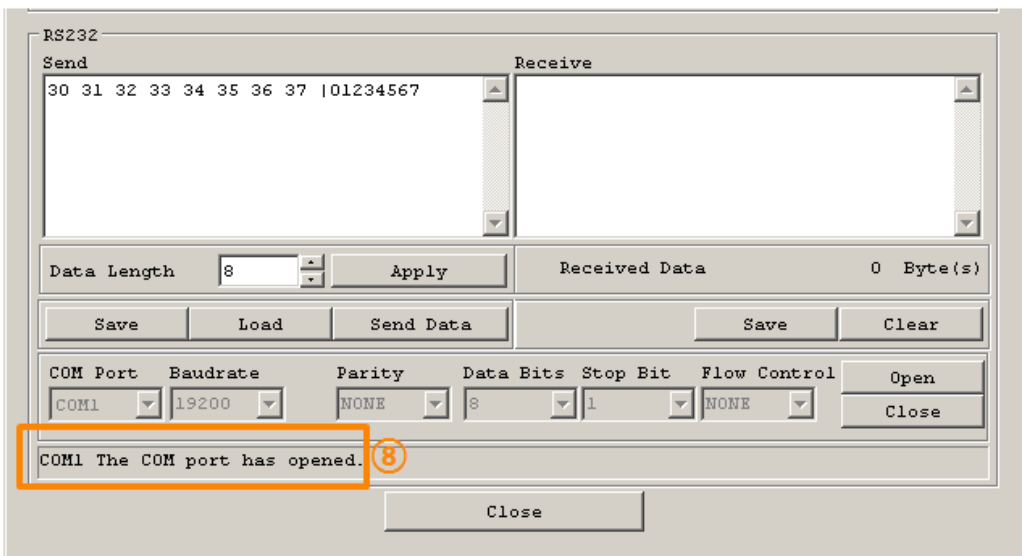 RS232
Send
Receive
30 31 32 33 34 35 36 37 |01234567
Data Length
8
Apply
Received Data
0 Byte(s)
Save
Load
Send Data
Save
Clear
COM Port
Baudrate
Parity
Data Bits
Stop Bit
Flow Control
COM1
19200
NONE
8
1
NONE
Open
Close
COM1 The COM port has opened.
⑧
Close